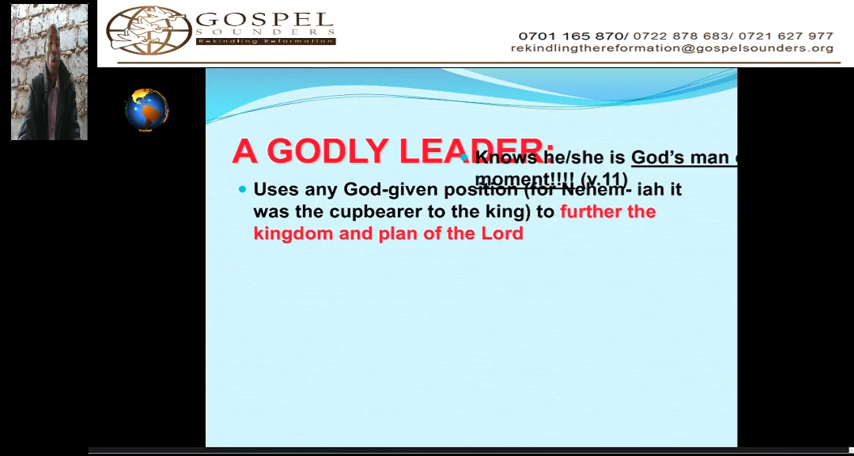 GOSPEL
SOUNDERS
Rekindling Reformation
0701 165 870/ 0722 878 683/ 0721 627 977
rekindlingthereformation@gospelsounders.org
A GODLY LEADER:
Knows he/she is God's man
moment!!!! (v.11)
Uses any God-given position (for Nehem- iah it
was the cupbearer to the king) to further the
kingdom and plan of the Lord